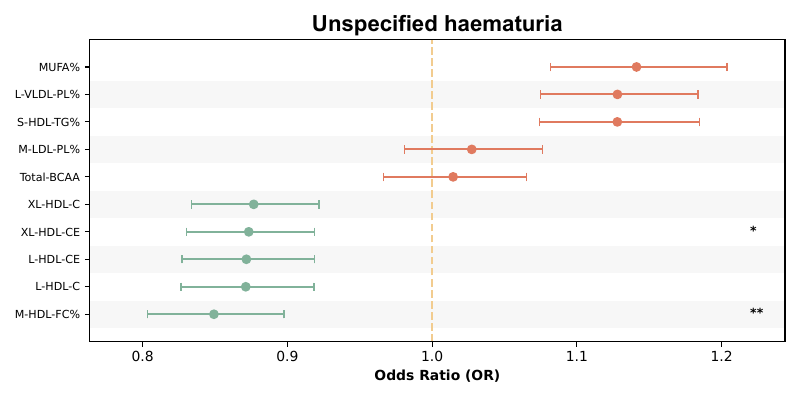 Unspecified haematuria
MUFA%
L-VLDL-PL%
S-HDL-TG%
M-LDL-PL%
Total-BCAA
XL-HDL-C
XL-HDL-CE *
L-HDL-CE
L-HDL-C
M-HDL-FC% **
0.8 0.9 1.0 1.1 1.2
Odds Ratio (OR)